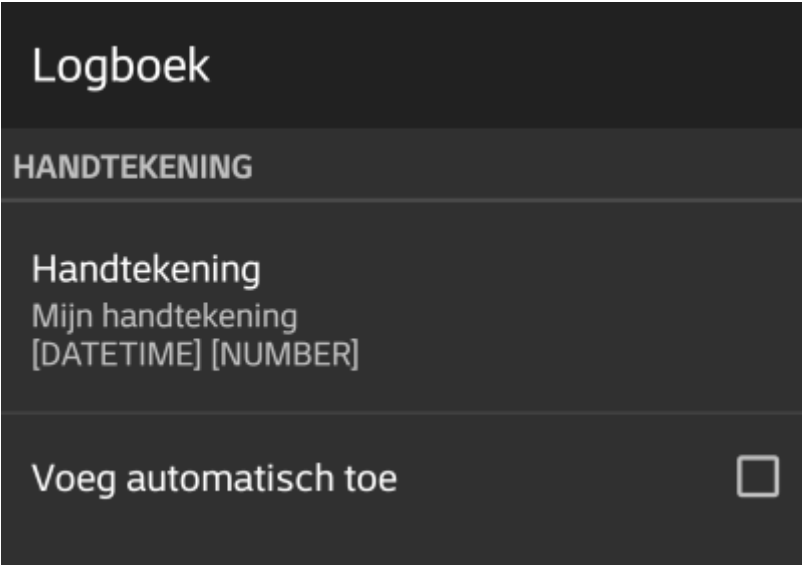 Logboek
HANDTEKENING
Handtekening
Mijn handtekening
[DATETIME] [NUMBER]
Voeg automatisch toe